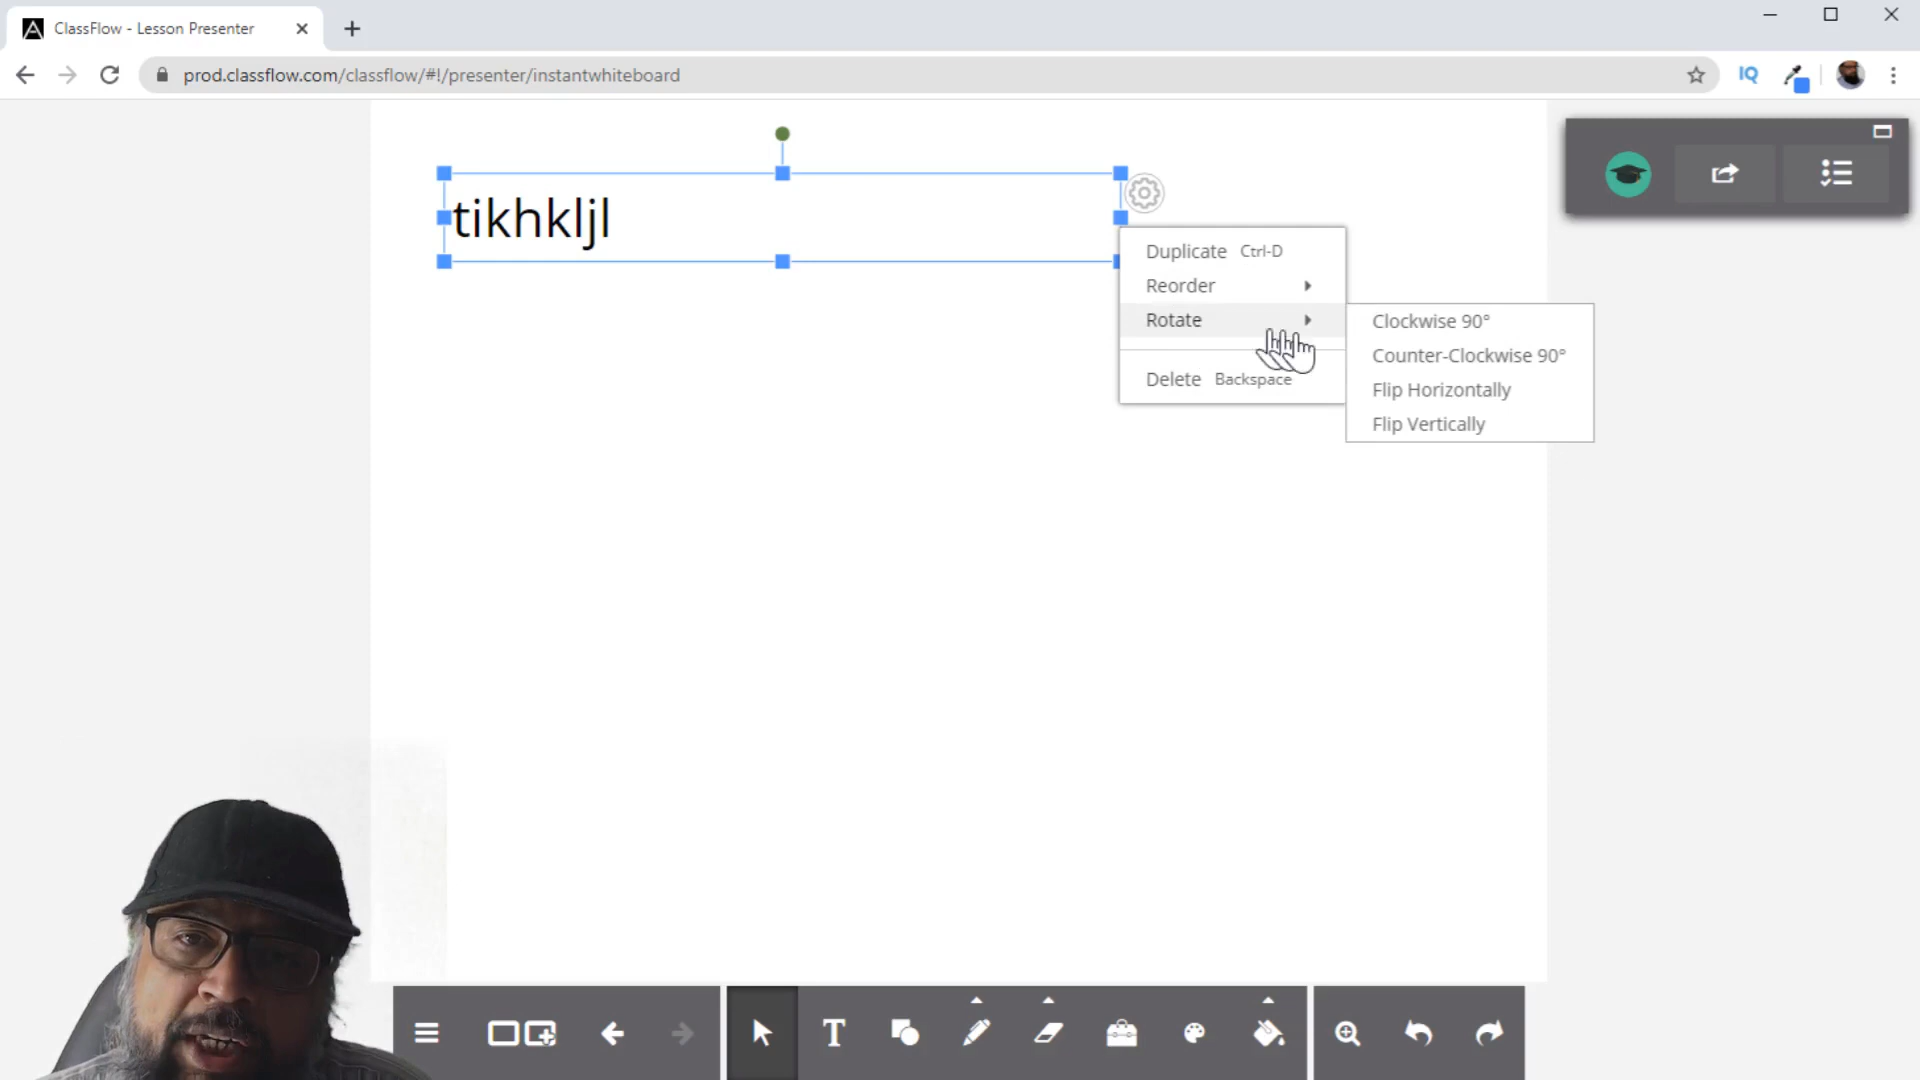 ClassFlow - Lesson Presenter
prod.classflow.com/classflow/#!/presenter/instantwhiteboard
IQ
tikhkljl
Duplicate Ctrl-D
Reorder
Rotate
Delete Backspace
Clockwise 90°
Counter-Clockwise 90°
Flip Horizontally
Flip Vertically
T